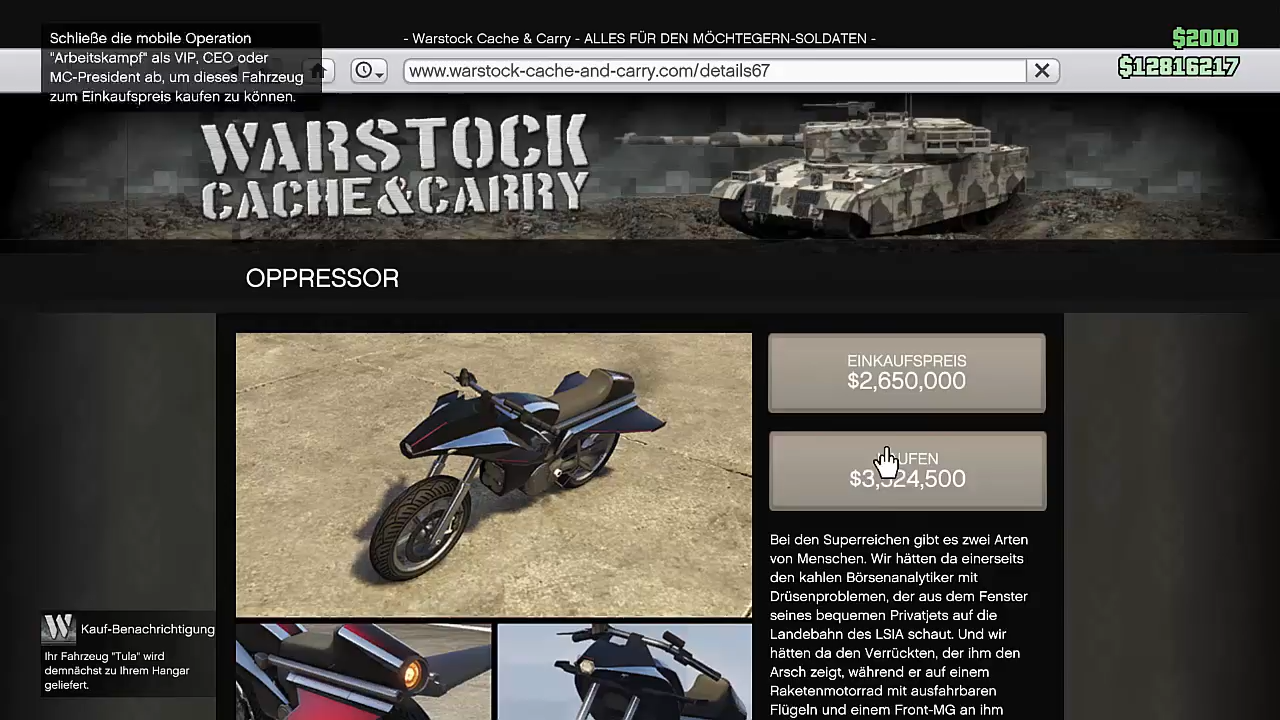 Schließe die mobile Operation
"Arbeitskampf" als VIP, CEO oder
MC-President ab, um dieses Fahrzeug
zum Einkaufspreis kaufen zu können.
- Warstock Cache & Carry - ALLES FÜR DEN MÖCHTEGERN-SOLDATEN -
$2000
$12816217
www.warstock-cache-and-carry.com/details67
WARSTOCK
CACHE&CARRY
OPPRESSOR
EINKAUFSPREIS
$2,650,000
$3,524,500
Bei den Superreichen gibt es zwei Arten
von Menschen. Wir hätten da einerseits
den kahlen Börsenanalytiker mit
Drüsenproblemen, der aus dem Fenster
seines bequemen Privatjets auf die
Landebahn des LSIA schaut. Und wir
hätten da den Verrückten, der ihm den
Arsch zeigt, während er auf einem
Raketenmotorrad mit ausfahrbaren
Flügeln und einem Front-MG an ihm
W Kauf-Benachrichtigung
Ihr Fahrzeug "Tula" wird
demnächst zu Ihrem Hangar
geliefert.